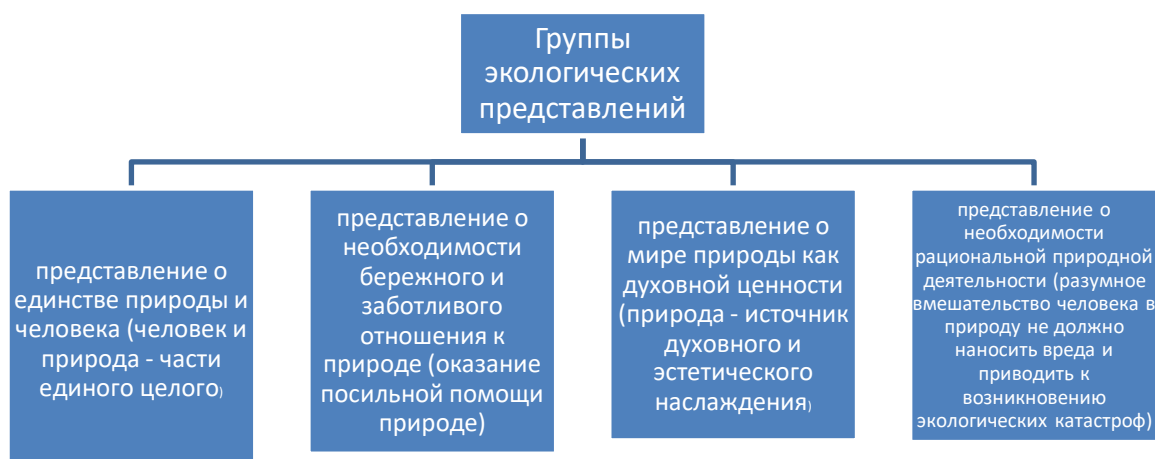 Группы
экологических
представлений
представление о
единстве природы и
человека (человек и
природа - части
единого целого)
представление о
необходимости
бережного и
заботливого
отношения к
природе (оказание
посильной помощи
природе)
представление о
мире природы как
духовной ценности
(природа - источник
духовного и
эстетического
наслаждения)
представление о
необходимости
рациональной природной
деятельности (разумное
вмешательство человека в
природу не должно
наносить вреда и
приводить к
возникновению
экологических катастроф)